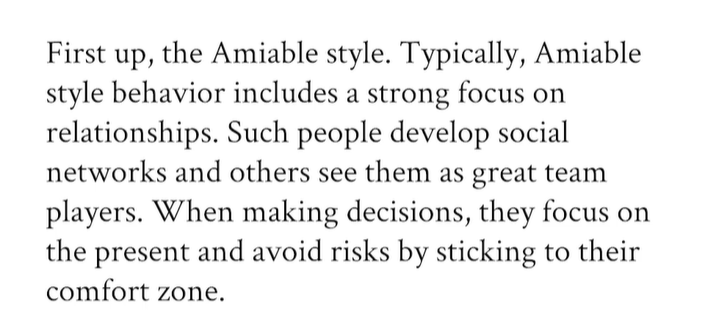 First up, the Amiable style. Typically, Amiable
style behavior includes a strong focus on
relationships. Such people develop social
networks and others see them as great team
players. When making decisions, they focus on
the present and avoid risks by sticking to their
comfort zone.